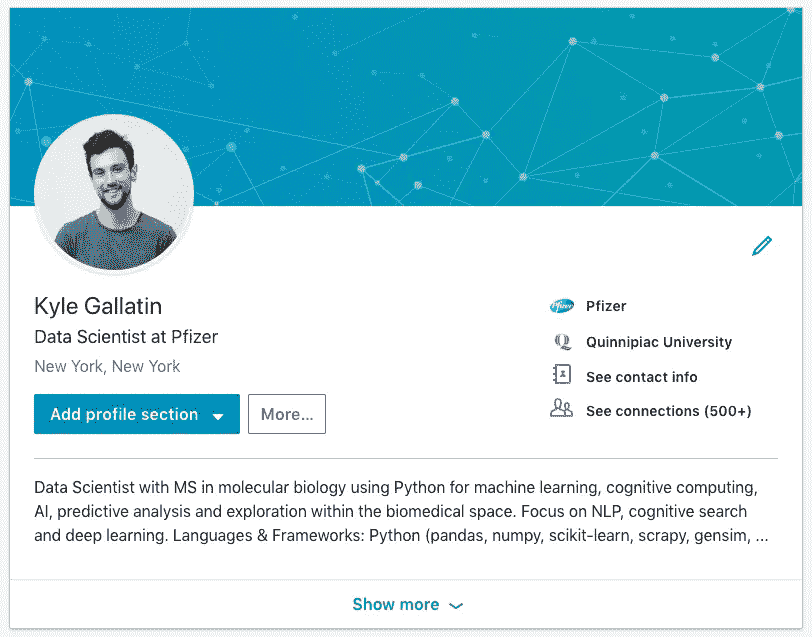 Kyle Gallatin
Data Scientist at Pfizer
New York, New York
Add profile section
More...
Pfizer
Pfizer
Quinnipiac University
See contact info
See connections (500+)
Data Scientist with MS in molecular biology using Python for machine learning, cognitive computing,
AI, predictive analysis and exploration within the biomedical space. Focus on NLP, cognitive search
and deep learning. Languages & Frameworks: Python (pandas, numpy, scikit-learn, scrapy, gensim, ...
Show more